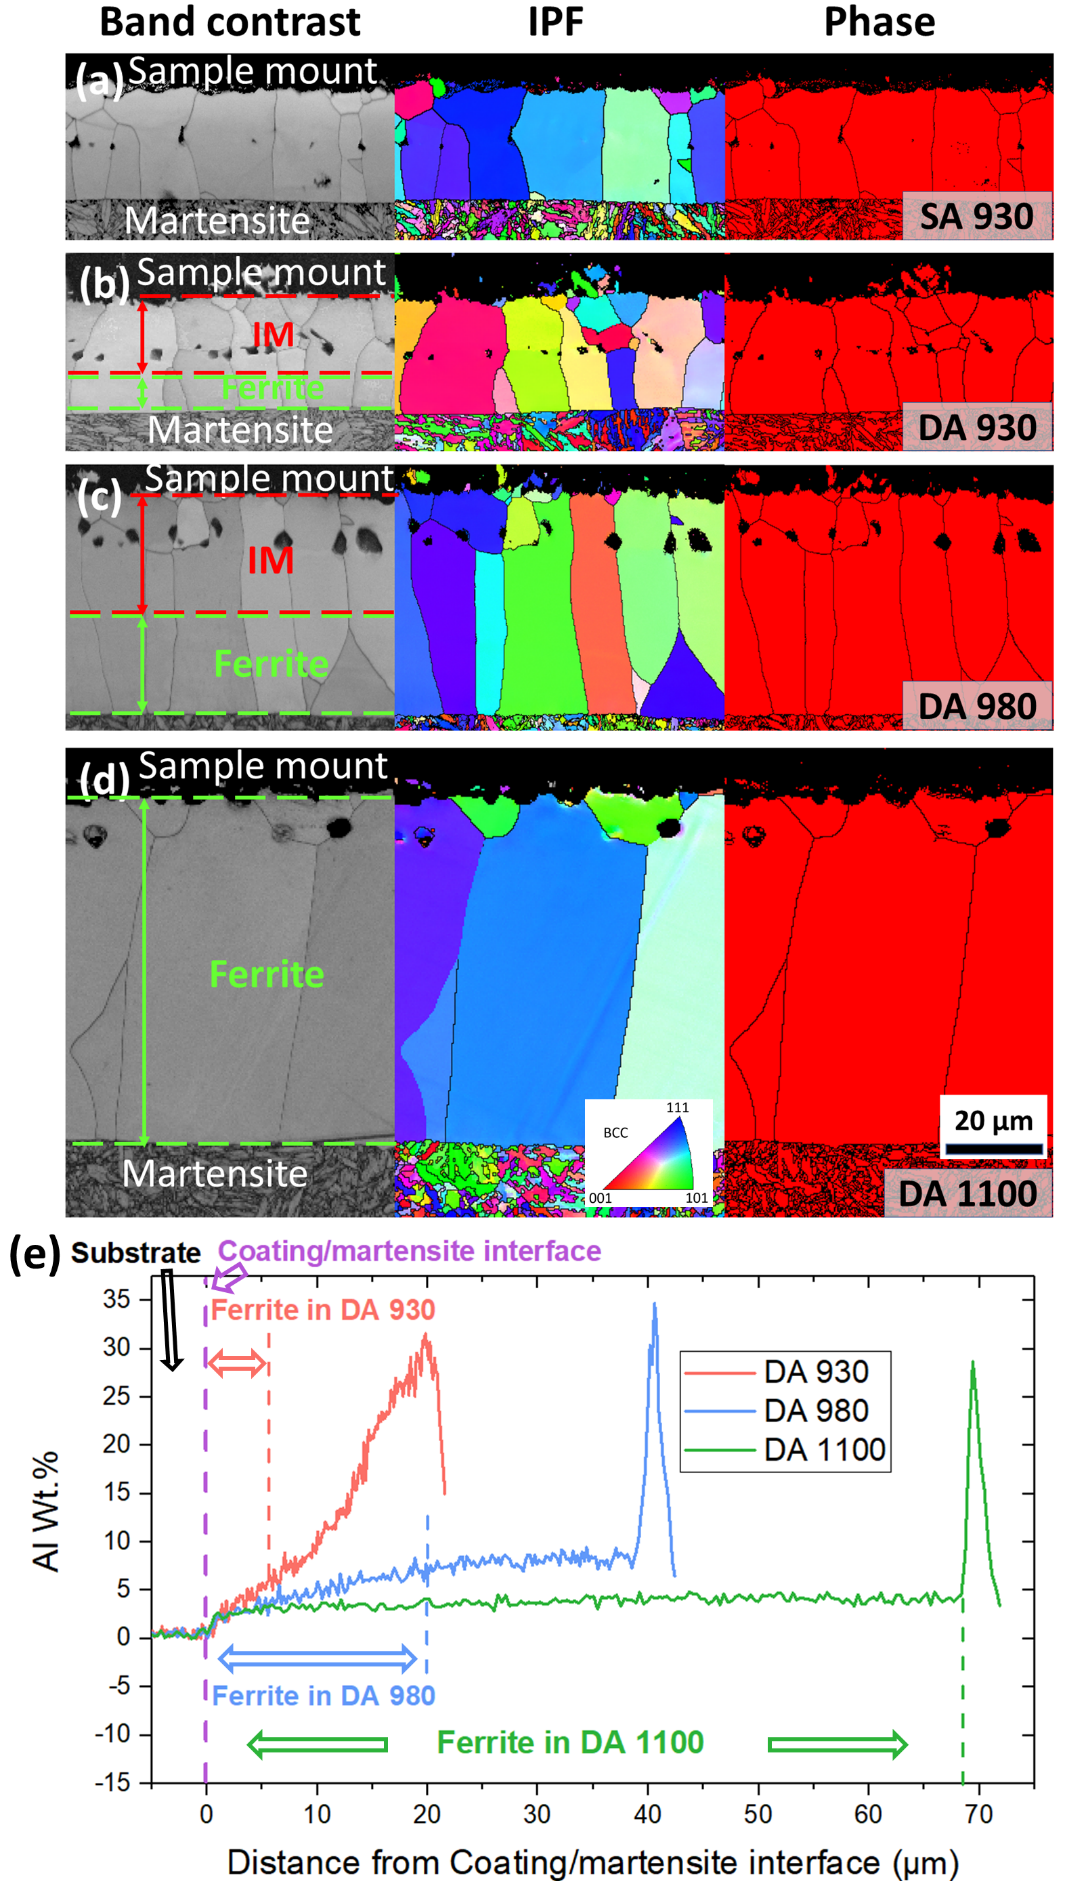 Band contrast IPF Phase
(a) Sample mount
Martensite
SA 930
(b) Sample mount
IM
Ferrite
Martensite
DA 930
(c) Sample mount
IM
Ferrite
DA 980
(d) Sample mount
Ferrite
BCC
111
001
101
20 µm
Martensite
DA 1100
(e) Substrate Coating/martensite interface
Ferrite in DA 930
DA 930
DA 980
DA 1100
Al Wt.%
35
30
25
20
15
10
5
0
-5
-10
-15
Ferrite in DA 980
Ferrite in DA 1100
0 10 20 30 40 50 60 70
Distance from Coating/martensite interface (µm)